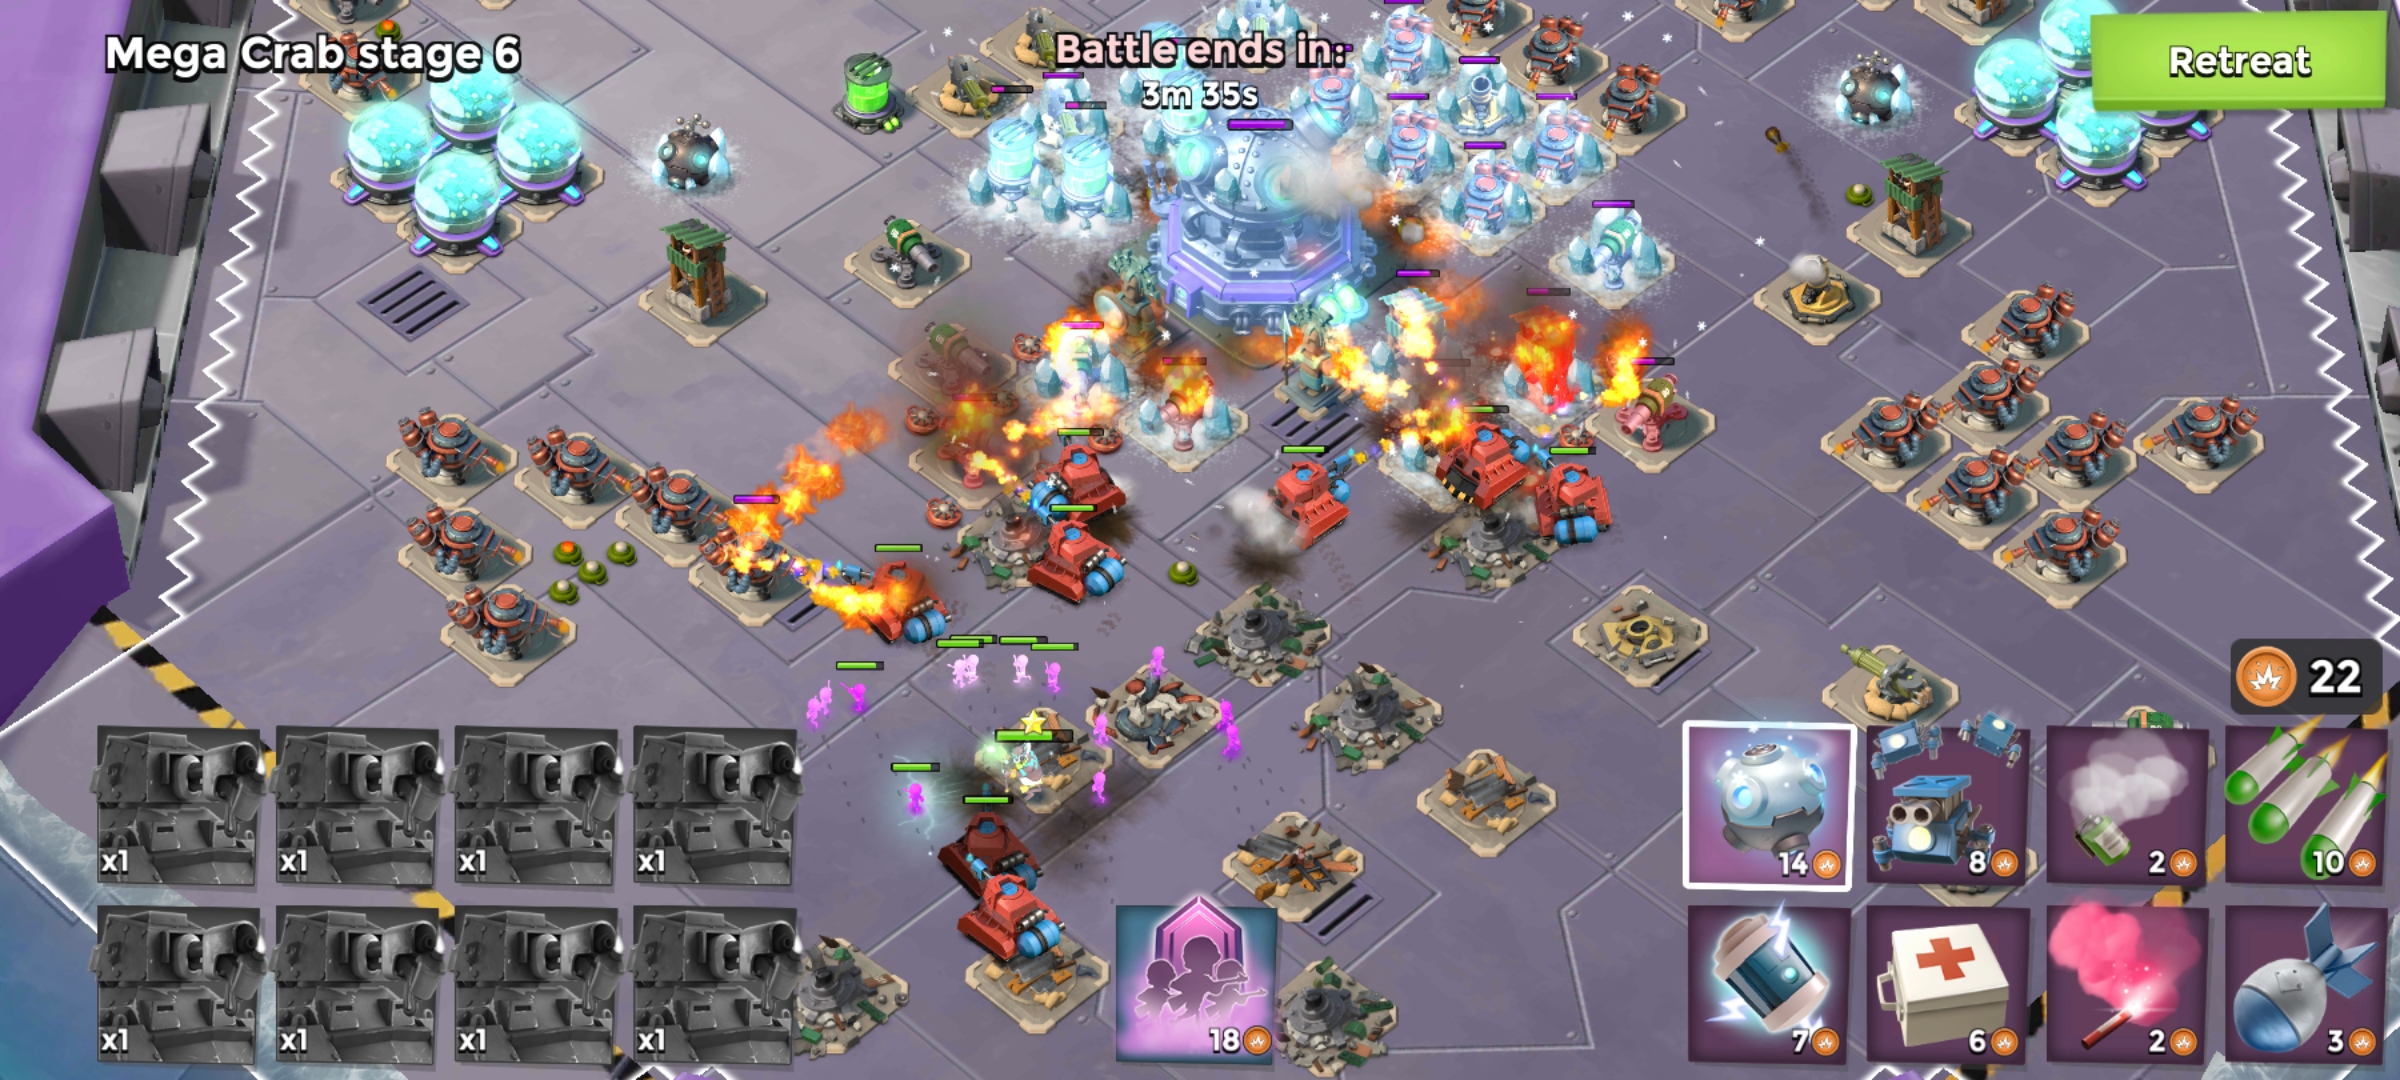 Mega Crab stage 6
Battle ends in:
3m 35s
Retreat
22
x1
x1
x1
x1
14
8
2
10
x1
x1
x1
x1
18
7
6
2
3